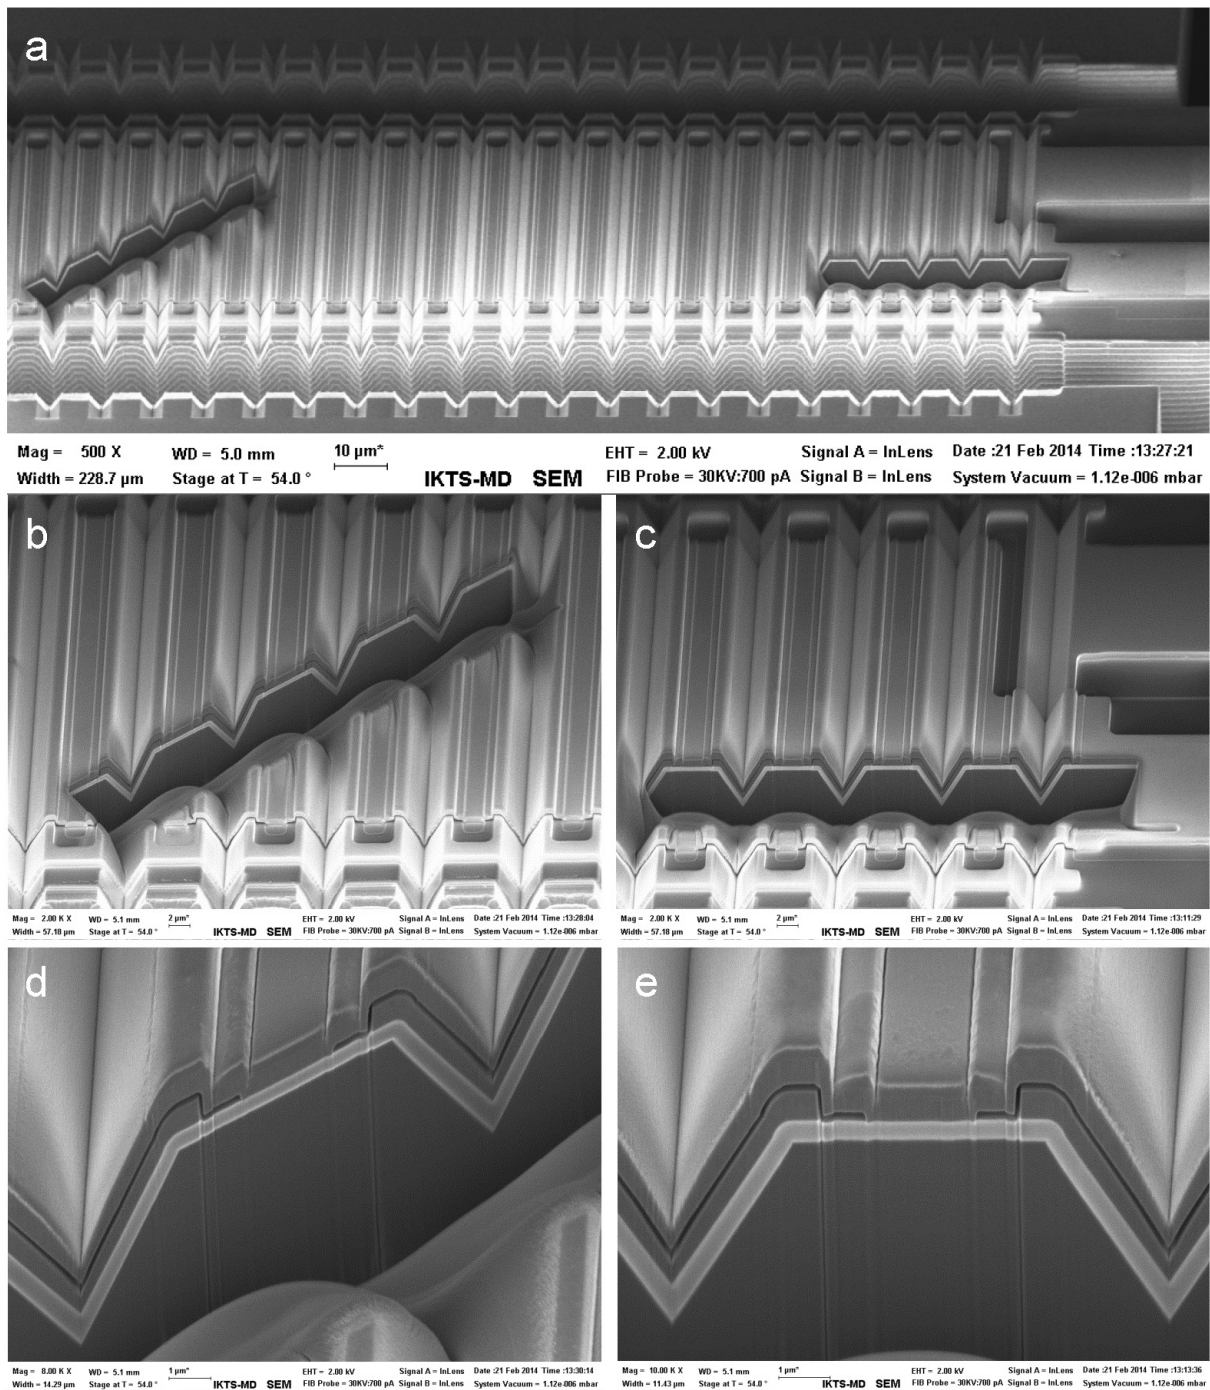 a
Mag = 500 X WD = 5.0 mm 10 µm* EHT = 2.00 kV Signal A = InLens Date :21 Feb 2014 Time :13:27:21
Width = 228.7 µm Stage at T = 54.0 ° IKTS-MD SEM FIB Probe = 30KV:700 pA Signal B = InLens System Vacuum = 1.12e-006 mbar
b
Mag = 2.00 K X WD = 5.1 mm 2 µm* EHT = 2.00 kV Signal A = InLens Date :21 Feb 2014 Time :13:28:04
Width = 57.18 µm Stage at T = 54.0 ° IKTS-MD SEM FIB Probe = 30KV:700 pA Signal B = InLens System Vacuum = 1.12e-006 mbar
c
Mag = 2.00 K X WD = 5.1 mm 2 µm* EHT = 2.00 kV Signal A = InLens Date :21 Feb 2014 Time :13:11:29
Width = 57.18 µm Stage at T = 54.0 ° IKTS-MD SEM FIB Probe = 30KV:700 pA Signal B = InLens System Vacuum = 1.12e-006 mbar
d
Mag = 8.00 K X WD = 5.1 mm 1 µm* EHT = 2.00 kV Signal A = InLens Date :21 Feb 2014 Time :13:30:14
Width = 14.29 µm Stage at T = 54.0 ° IKTS-MD SEM FIB Probe = 30KV:700 pA Signal B = InLens System Vacuum = 1.12e-006 mbar
e
Mag = 10.00 K X WD = 5.1 mm 1 µm* EHT = 2.00 kV Signal A = InLens Date :21 Feb 2014 Time :13:13:36
Width = 11.43 µm Stage at T = 54.0 ° IKTS-MD SEM FIB Probe = 30KV:700 pA Signal B = InLens System Vacuum = 1.12e-006 mbar